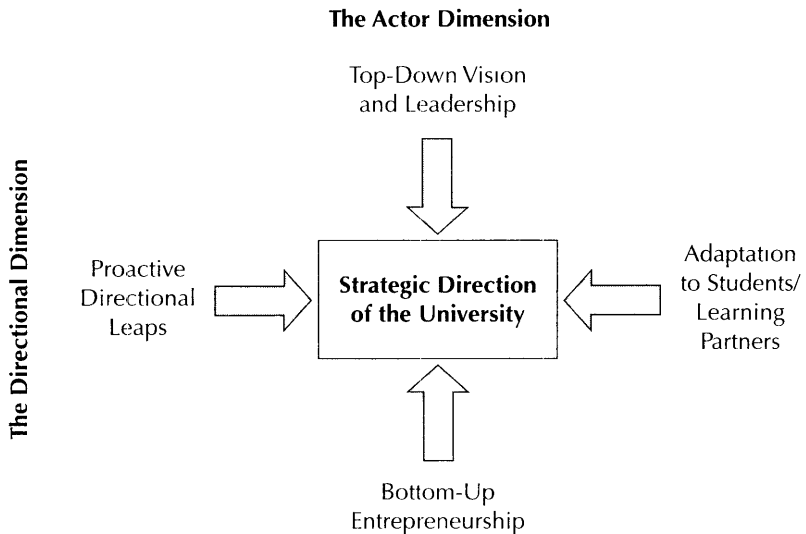 The Actor Dimension
Top-Down Vision
and Leadership
The Directional Dimension
Proactive
Directional
Leaps
Strategic Direction
of the University
Adaptation
to Students/
Learning
Partners
Bottom-Up
Entrepreneurship